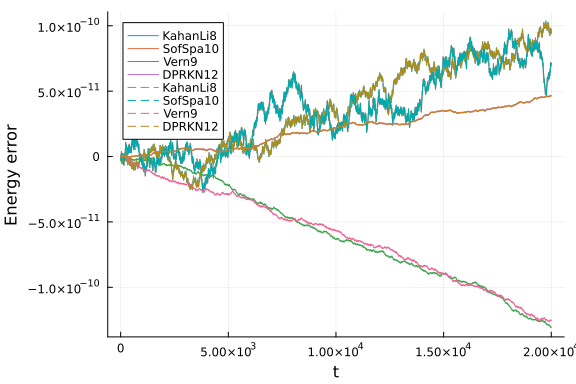 1.0×10⁻¹⁰
5.0×10⁻¹¹
0
−5.0×10⁻¹¹
−1.0×10⁻¹⁰
Energy error
KahanLi8
SofSpa10
Vern9
DPRKN12
KahanLi8
SofSpa10
Vern9
DPRKN12
0 5.00×10³ 1.00×10⁴ 1.50×10⁴ 2.00×10⁴
t